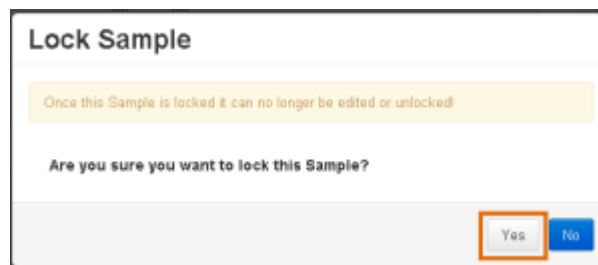 Lock Sample
Once this Sample is locked it can no longer be edited or unlocked!
Are you sure you want to lock this Sample?
Yes No